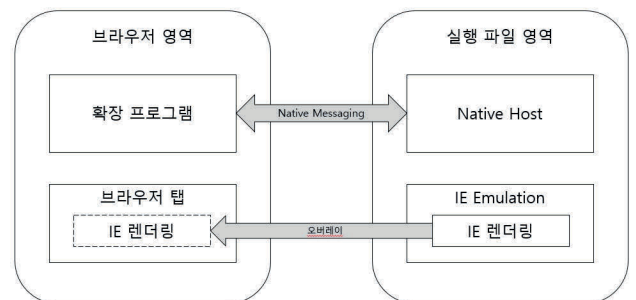 브라우저 영역
실행 파일 영역
확장 프로그램
Native Messaging
Native Host
브라우저 탭
IE Emulation
IE 렌더링
오버레이
IE 렌더링